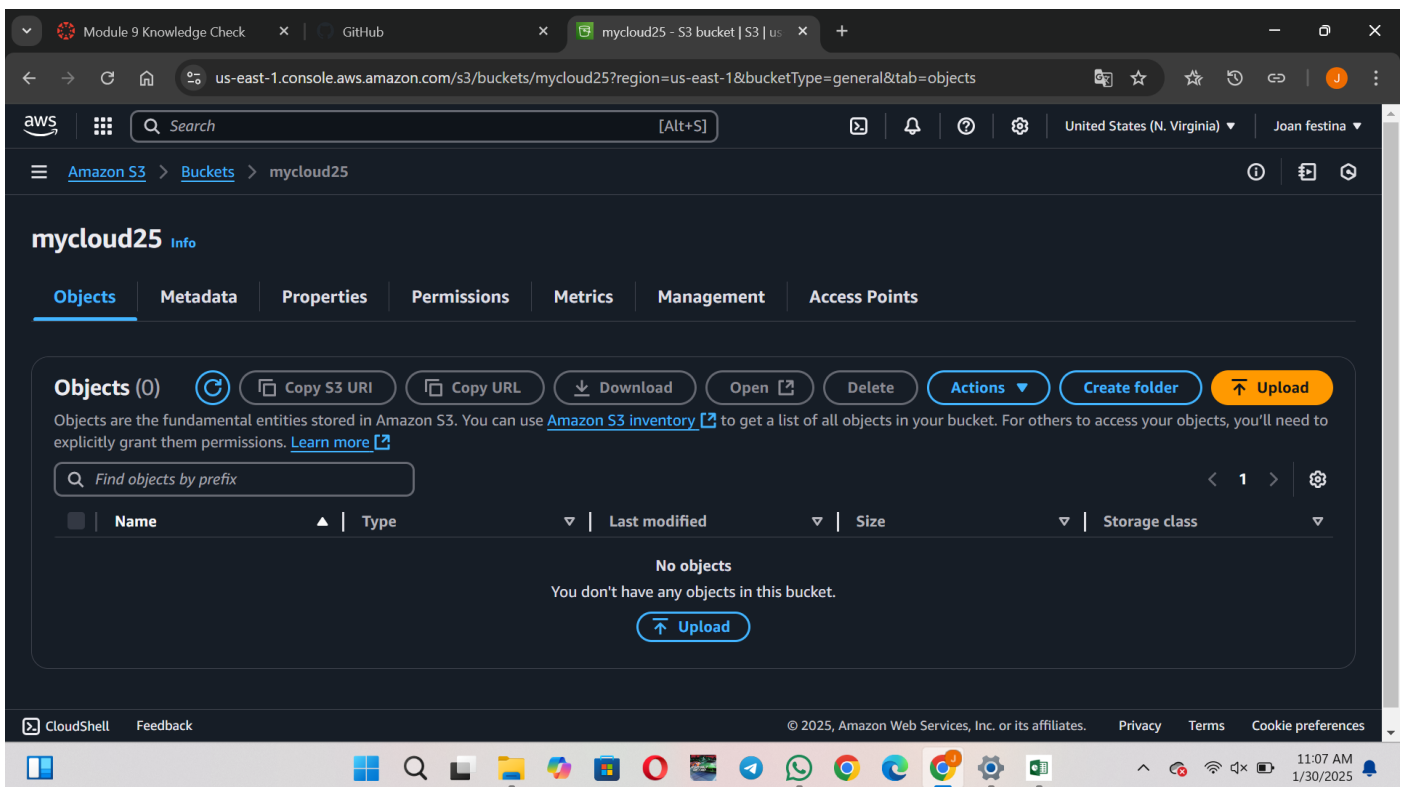 Module 9 Knowledge Check
GitHub
mycloud25 - S3 bucket | S3 | us
us-east-1.console.aws.amazon.com/s3/buckets/mycloud25?region=us-east-1&bucketType=general&tab=objects
J
aws
Search
[Alt+S]
United States (N. Virginia)
Joan festina
Amazon S3 > Buckets > mycloud25
mycloud25 Info
Objects
Metadata
Properties
Permissions
Metrics
Management
Access Points
Objects (0)
Copy S3 URI
Copy URL
Download
Open
Delete
Actions
Create folder
Upload
Objects are the fundamental entities stored in Amazon S3. You can use Amazon S3 inventory to get a list of all objects in your bucket. For others to access your objects, you'll need to
explicitly grant them permissions. Learn more
Find objects by prefix
1
Name
Type
Last modified
Size
Storage class
No objects
You don't have any objects in this bucket.
Upload
CloudShell
Feedback
© 2025, Amazon Web Services, Inc. or its affiliates.
Privacy
Terms
Cookie preferences
11:07 AM
1/30/2025